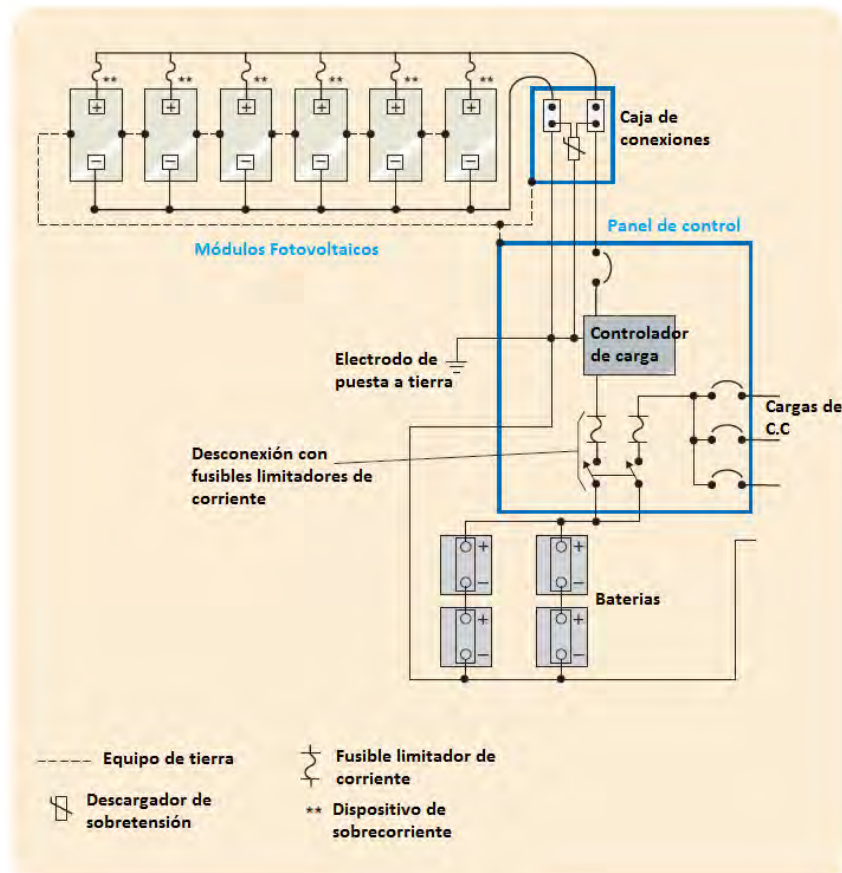 ** ** ** ** ** **
+ + + + + +
− − − − − −
Caja de
conexiones
Módulos Fotovoltaicos
Panel de control
Controlador
de carga
Electrodo de
puesta a tierra
Cargas de
C.C
Desconexión con
fusibles limitadores de
corriente
+ +
− −
Baterias
+ +
− −
Equipo de tierra
Fusible limitador de
corriente
Descargador de
sobretensión
** Dispositivo de
sobrecorriente